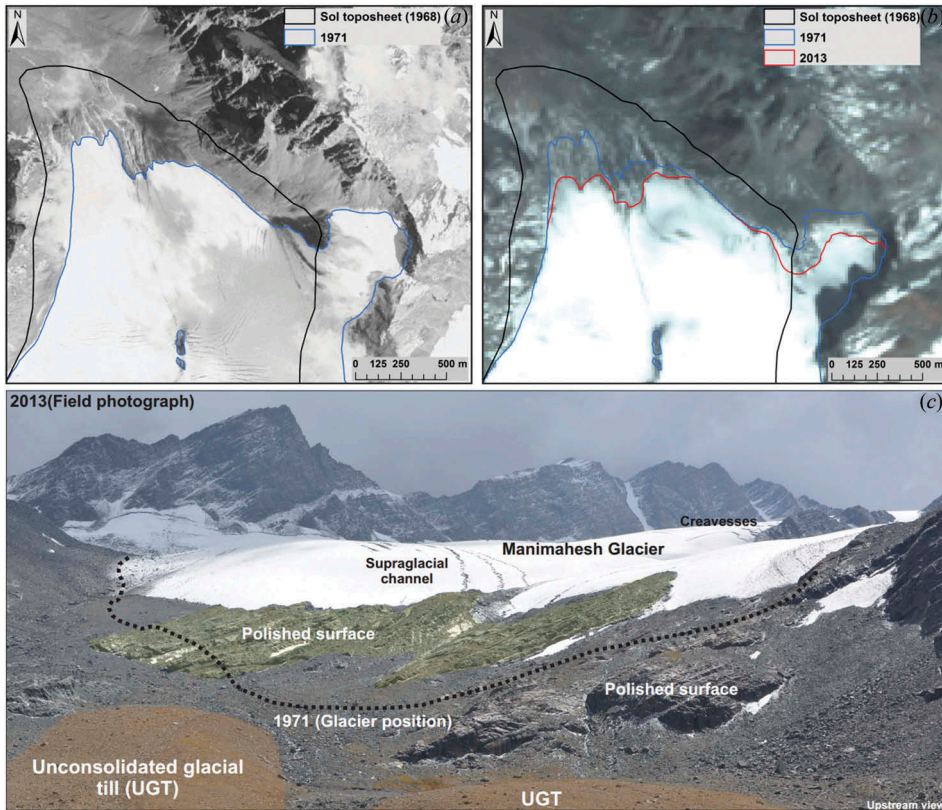 N
SoI toposheet (1968)
1971
(a)
0 125 250 500 m
N
SoI toposheet (1968)
1971
2013
(b)
0 125 250 500 m
2013(Field photograph)
(c)
Creavesses
Manimahesh Glacier
Supraglacial
channel
Polished surface
Polished surface
1971 (Glacier position)
Unconsolidated glacial
till (UGT)
UGT
Upstream view